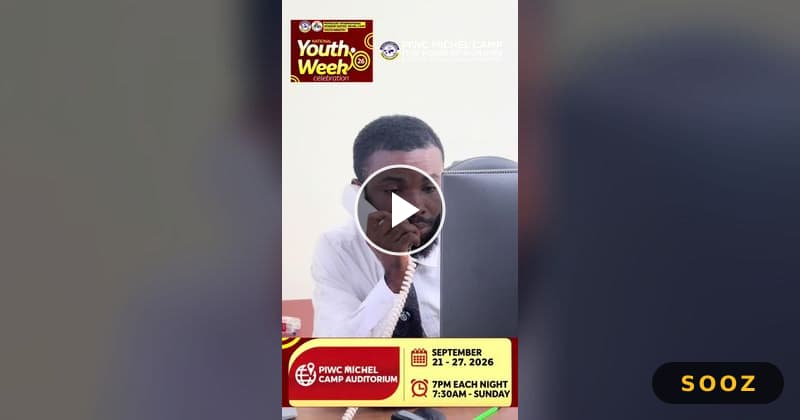 NATIONAL
Youth
Week
26
celebration
PIWC MICHEL CAMP
PIWC MICHEL
CAMP AUDITORIUM
SEPTEMBER
21 - 27. 2026
7PM EACH NIGHT
7:30AM - SUNDAY
SOOZ